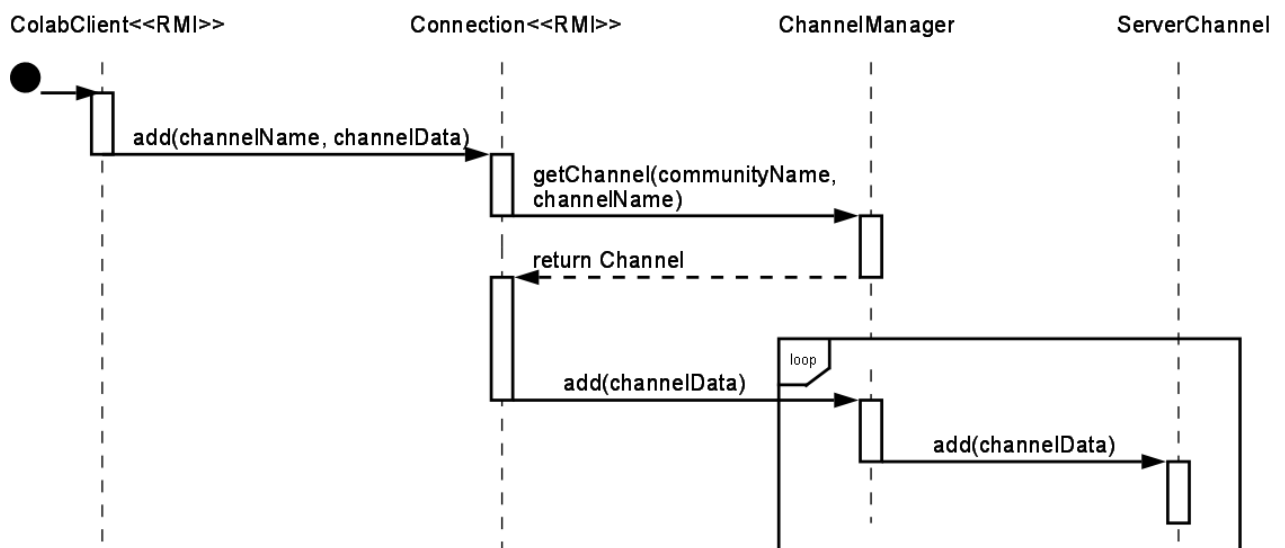 ColabClient<<RMI>>
Connection<<RMI>>
ChannelManager
ServerChannel
add(channelName, channelData)
getChannel(communityName,
channelName)
return Channel
loop
add(channelData)
add(channelData)